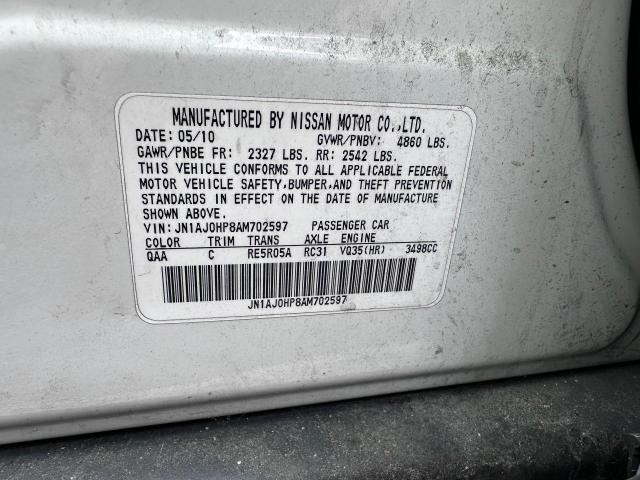 MANUFACTURED BY NISSAN MOTOR CO.,LTD.
DATE: 05/10 GVWR/PNBV: 4860 LBS.
GAWR/PNBE FR: 2327 LBS. RR: 2542 LBS.
THIS VEHICLE CONFORMS TO ALL APPLICABLE FEDERAL
MOTOR VEHICLE SAFETY,BUMPER,AND THEFT PREVENTION
STANDARDS IN EFFECT ON THE DATE OF MANUFACTURE
SHOWN ABOVE.
VIN: JN1AJ0HP8AM702597 PASSENGER CAR
COLOR TRIM TRANS AXLE ENGINE
QAA C RE5R05A RC31 VQ35(HR) 3498CC
JN1AJ0HP8AM702597